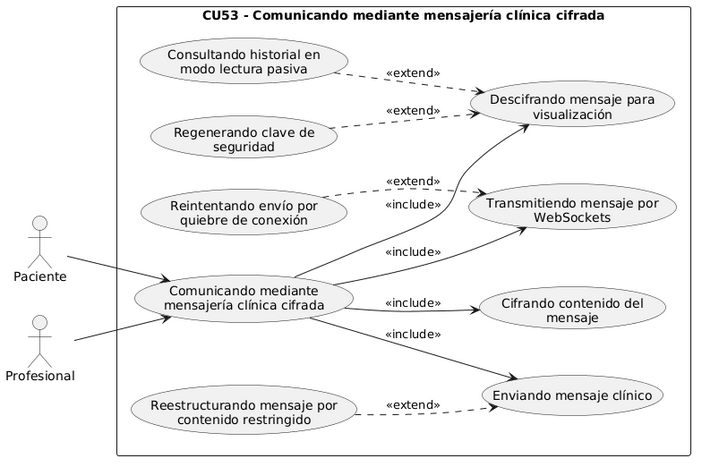 CU53 - Comunicando mediante mensajería clínica cifrada
Consultando historial en
modo lectura pasiva
«extend»
Descifrando mensaje para
visualización
«extend»
Regenerando clave de
seguridad
«extend»
Reintentando envío por
quiebre de conexión
«include»
Transmitiendo mensaje por
WebSockets
Paciente
«include»
Comunicando mediante
mensajería clínica cifrada
«include»
Cifrando contenido del
mensaje
«include»
Profesional
Enviando mensaje clínico
Reestructurando mensaje por
contenido restringido
«extend»